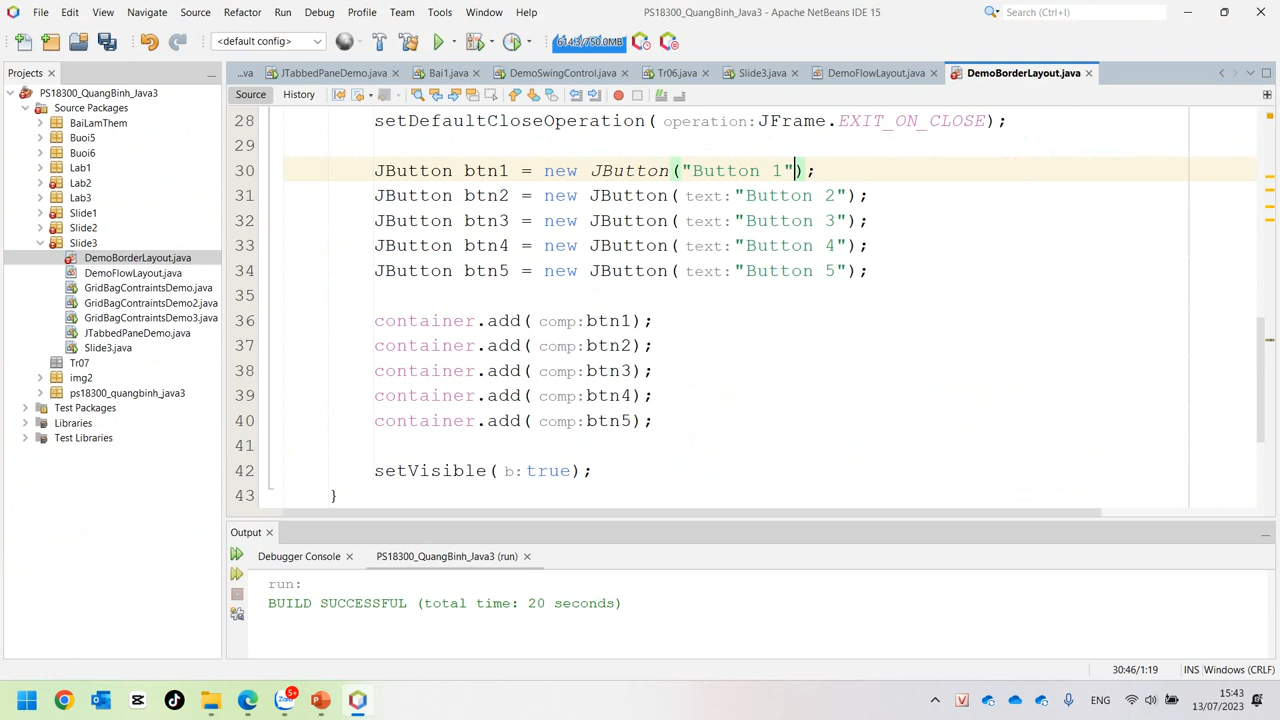 File Edit View Navigate Source Refactor Run Debug Profile Team Tools Window Help PS18300_QuangBinh_Java3 - Apache NetBeans IDE 15 Search (Ctrl+I)
<default config> 614.3/750.0MB
Projects ...va JTabbedPaneDemo.java Bai1.java DemoSwingControl.java Tr06.java Slide3.java DemoFlowLayout.java DemoBorderLayout.java
PS18300_QuangBinh_Java3
Source Packages
BaiLamThem
Buoi5
Buoi6
Lab1
Lab2
Lab3
Slide1
Slide2
Slide3
DemoBorderLayout.java
DemoFlowLayout.java
GridBagContraintsDemo.java
GridBagContraintsDemo2.java
GridBagContraintsDemo3.java
JTabbedPaneDemo.java
Slide3.java
Tr07
img2
ps18300_quangbinh_java3
Test Packages
Libraries
Test Libraries
Source History
28 setDefaultCloseOperation( operation:JFrame.EXIT_ON_CLOSE);
29
30 JButton btn1 = new JButton("Button 1");
31 JButton btn2 = new JButton( text:"Button 2");
32 JButton btn3 = new JButton( text:"Button 3");
33 JButton btn4 = new JButton( text:"Button 4");
34 JButton btn5 = new JButton( text:"Button 5");
35
36 container.add( comp:btn1);
37 container.add( comp:btn2);
38 container.add( comp:btn3);
39 container.add( comp:btn4);
40 container.add( comp:btn5);
41
42 setVisible( b:true);
43 }
Output
Debugger Console PS18300_QuangBinh_Java3 (run)
run:
BUILD SUCCESSFUL (total time: 20 seconds)
30:46/1:19 INS Windows (CRLF)
5+ ENG 15:43
13/07/2023